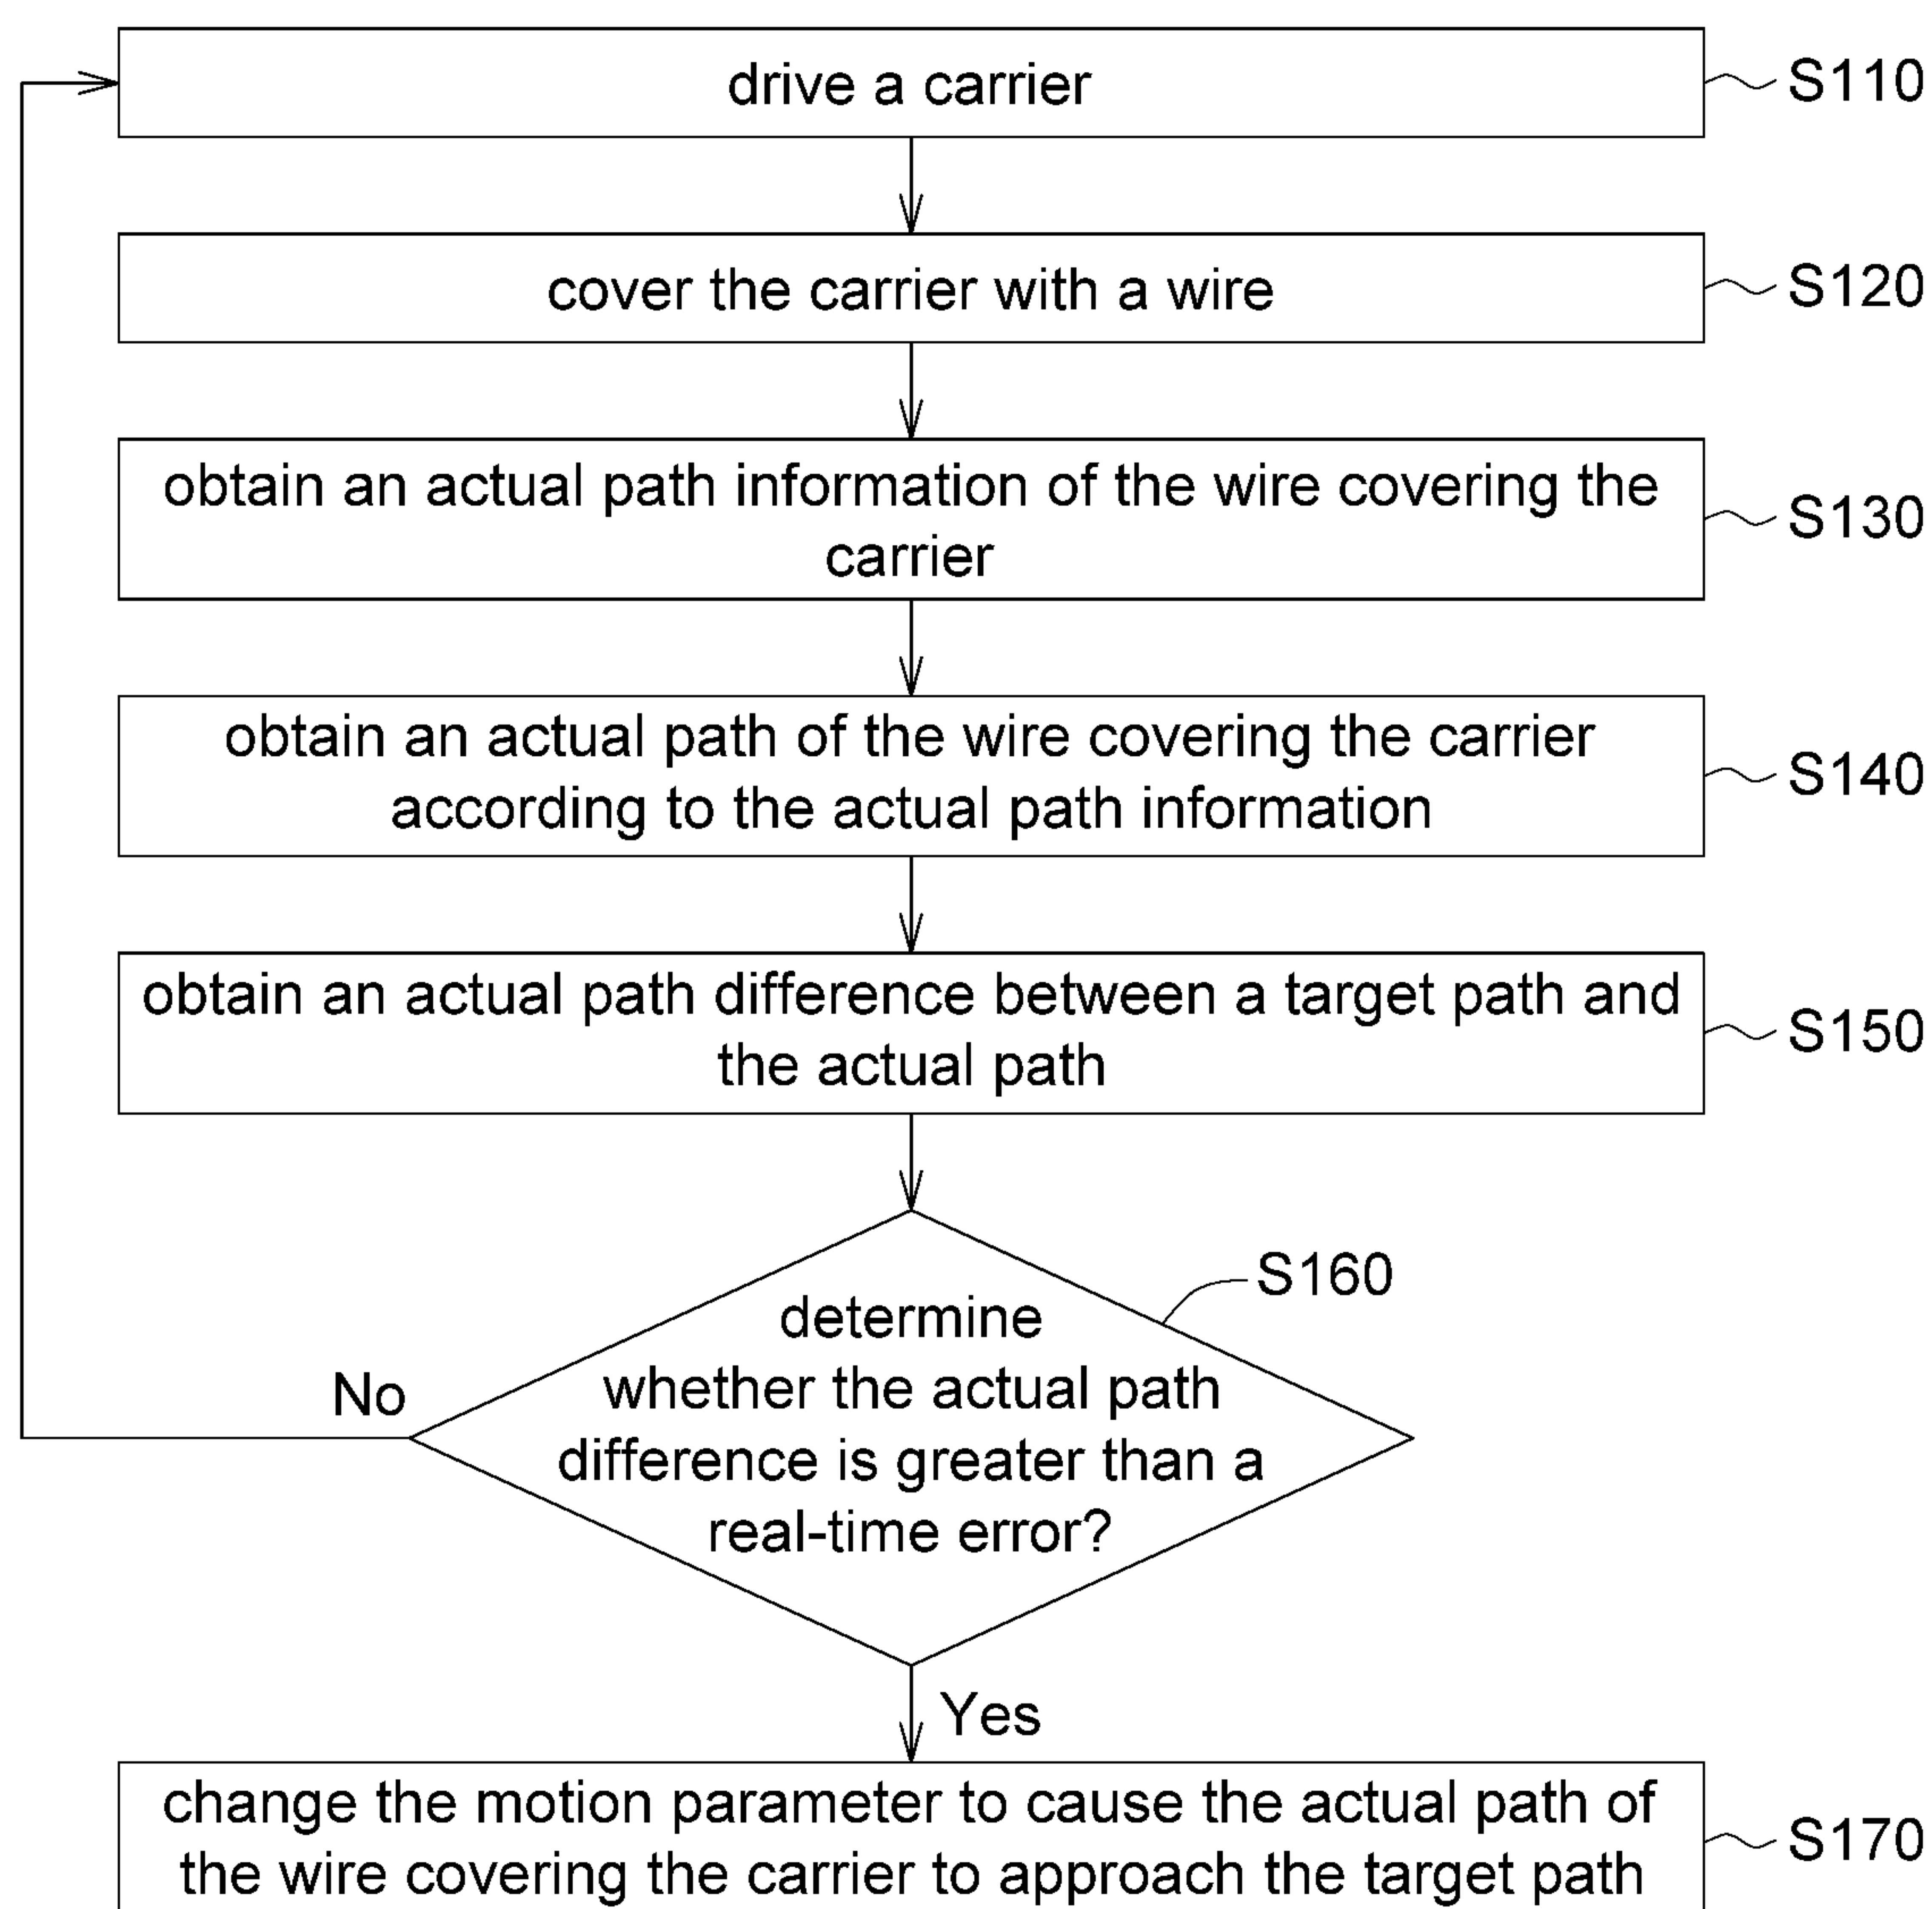 drive a carrier
S110
cover the carrier with a wire
S120
obtain an actual path information of the wire covering the
carrier
S130
obtain an actual path of the wire covering the carrier
according to the actual path information
S140
obtain an actual path difference between a target path and
the actual path
S150
S160
determine
whether the actual path
difference is greater than a
real-time error?
No
Yes
change the motion parameter to cause the actual path of
the wire covering the carrier to approach the target path
S170